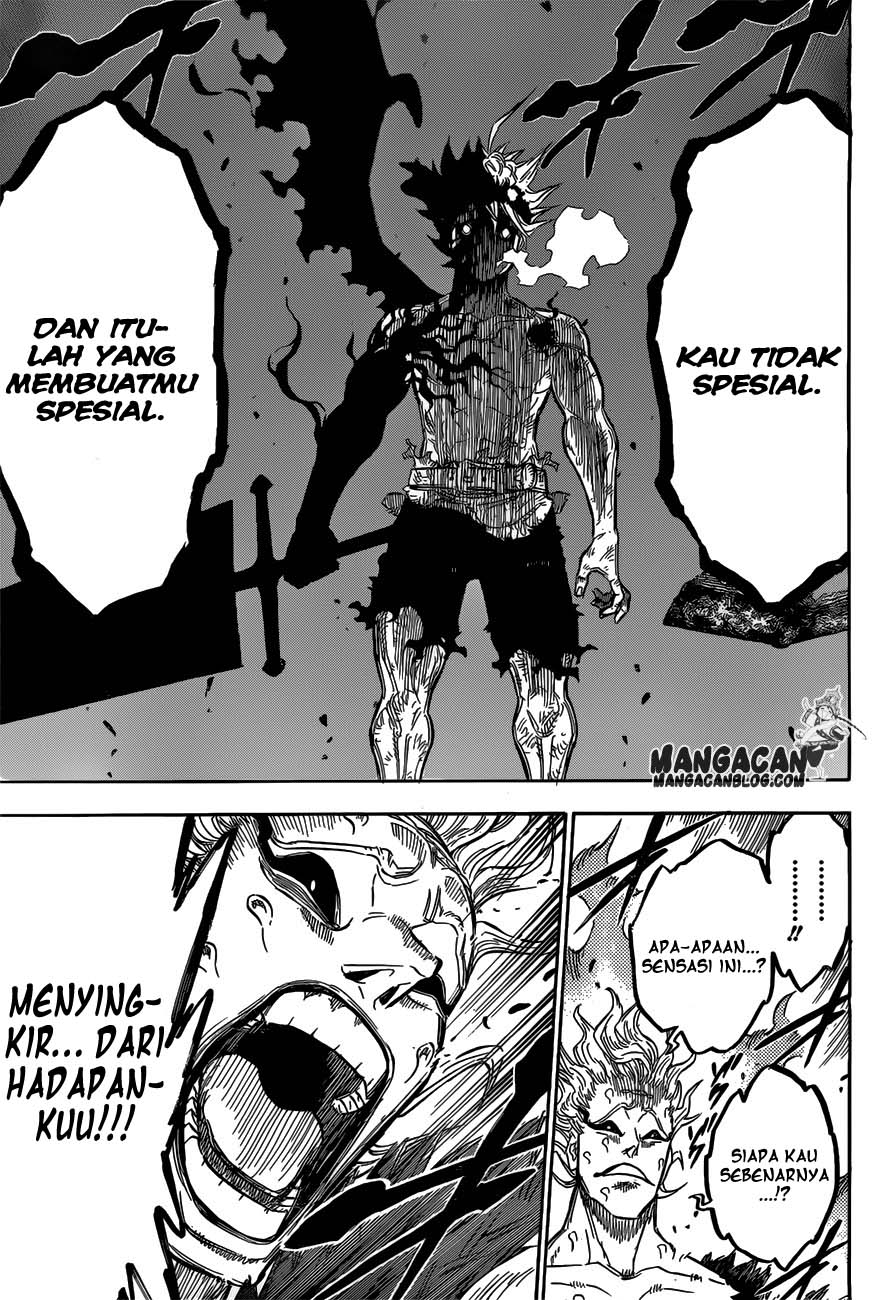 KAU TIDAK
SPESIAL.
DAN ITU-
LAH YANG
MEMBUATMU
SPESIAL.
MANGACAN
MANGACANBLOG.COM
......!!
APA-APAAN...
SENSASI INI...?
SIAPA KAU
SEBENARNYA
...!?
MENYING-
KIR... DARI
HADAPAN-
KUU!!!